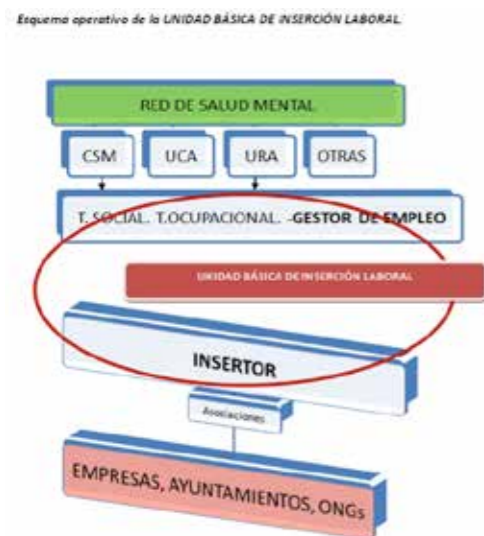 Esquema operativo de la UNIDAD BÁSICA DE INSERCIÓN LABORAL.
RED DE SALUD MENTAL
CSM UCA URA OTRAS
T. SOCIAL. T.OCUPACIONAL. -GESTOR DE EMPLEO
UNIDAD BÁSICA DE INSERCIÓN LABORAL
INSERTOR
Asociaciones
EMPRESAS, AYUNTAMIENTOS, ONGs